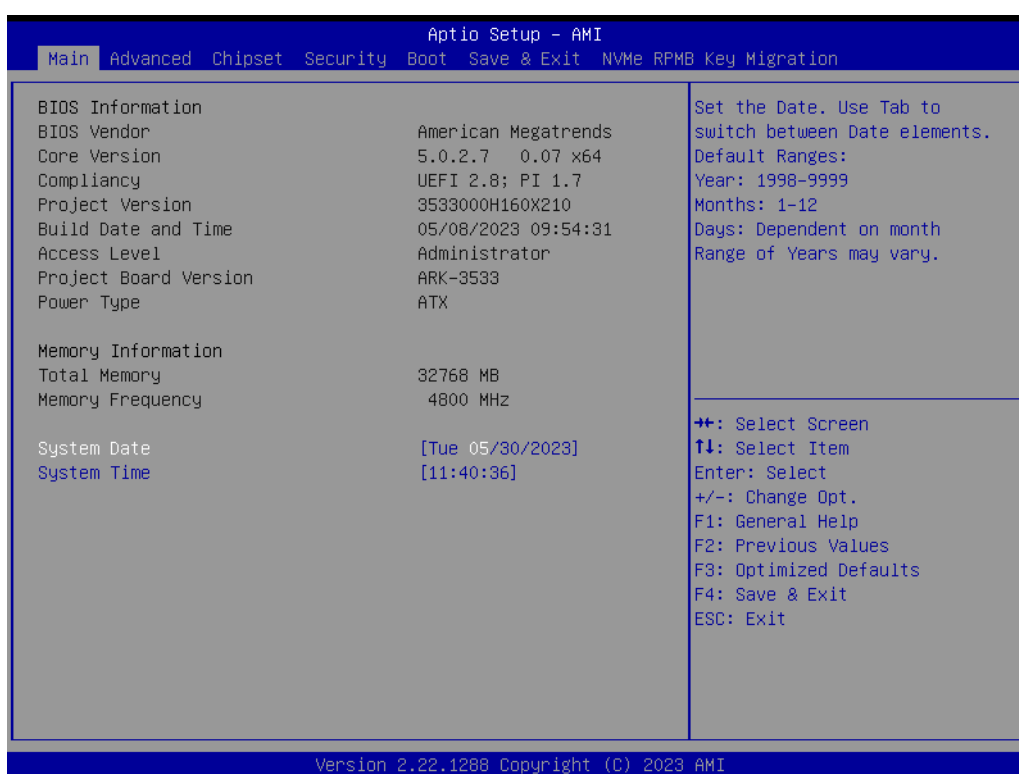 Aptio Setup – AMI
Main Advanced Chipset Security Boot Save & Exit NVMe RPMB Key Migration
BIOS Information
BIOS Vendor American Megatrends
Core Version 5.0.2.7 0.07 x64
Compliancy UEFI 2.8; PI 1.7
Project Version 3533000H160X210
Build Date and Time 05/08/2023 09:54:31
Access Level Administrator
Project Board Version ARK-3533
Power Type ATX
Memory Information
Total Memory 32768 MB
Memory Frequency 4800 MHz
System Date [Tue 05/30/2023]
System Time [11:40:36]
Set the Date. Use Tab to
switch between Date elements.
Default Ranges:
Year: 1998-9999
Months: 1-12
Days: Dependent on month
Range of Years may vary.
→←: Select Screen
↑↓: Select Item
Enter: Select
+/-: Change Opt.
F1: General Help
F2: Previous Values
F3: Optimized Defaults
F4: Save & Exit
ESC: Exit
Version 2.22.1288 Copyright (C) 2023 AMI